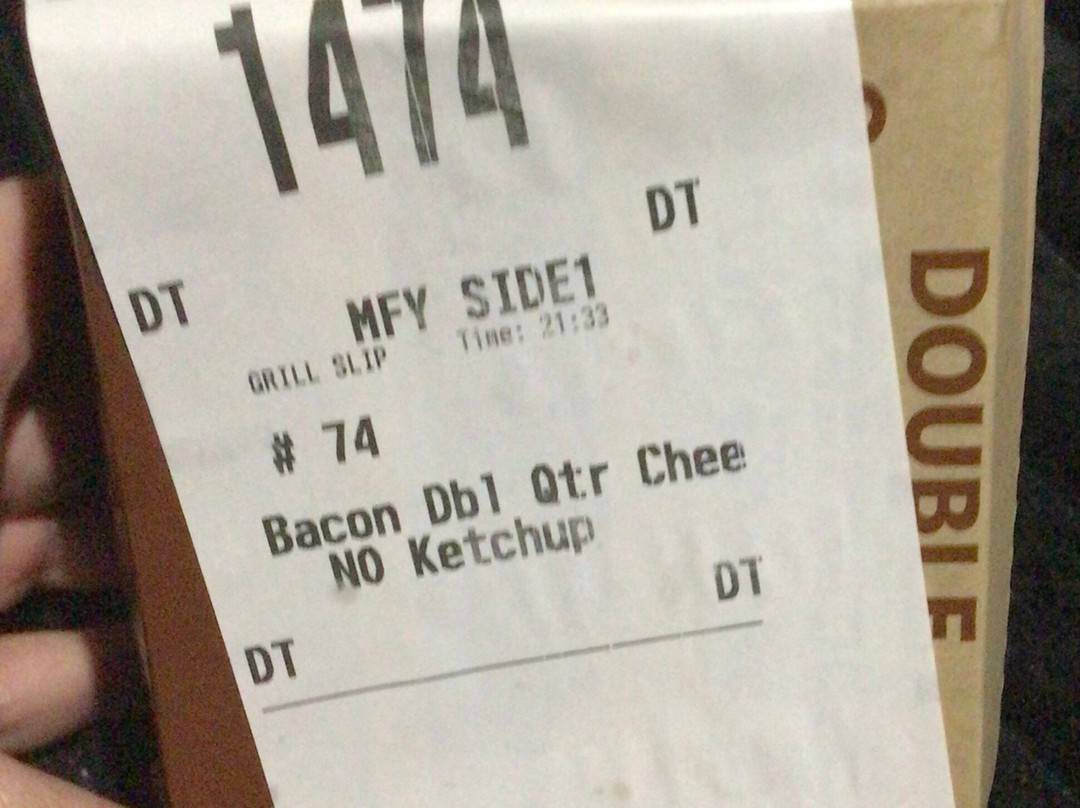 1474
DT
DT MFY SIDE1
GRILL SLIP Time: 21:33
# 74
Bacon Dbl Qtr Chee
NO Ketchup
DT
DT
DOUBLE